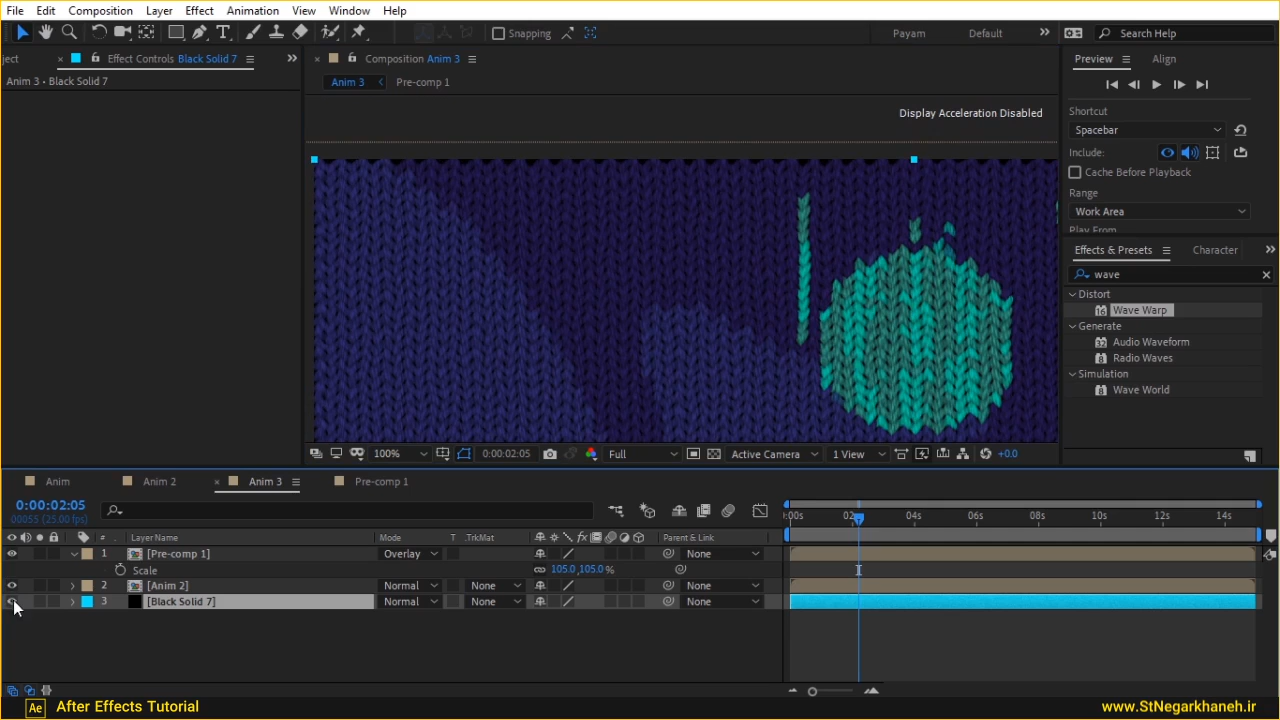 File Edit Composition Layer Effect Animation View Window Help
Snapping Payam Default Search Help
ject Effect Controls Black Solid 7 Composition Anim 3 Preview Align
Anim 3 • Black Solid 7 Anim 3 Pre-comp 1
Display Acceleration Disabled
Shortcut
Spacebar
Include:
Cache Before Playback
Range
Work Area
Play From
Effects & Presets Character
wave
Distort
16 Wave Warp
Generate
32 Audio Waveform
8 Radio Waves
Simulation
8 Wave World
100% 0:00:02:05 Full Active Camera 1 View +0.0
Anim Anim 2 Anim 3 Pre-comp 1
0:00:02:05
00055 (25.00 fps)
:00s 02s 04s 06s 08s 10s 12s 14s
# Layer Name Mode T .TrkMat Parent & Link
1 [Pre-comp 1] Overlay None
Scale 105.0,105.0 %
2 [Anim 2] Normal None None
3 [Black Solid 7] Normal None None
Ae After Effects Tutorial www.StNegarkhaneh.ir